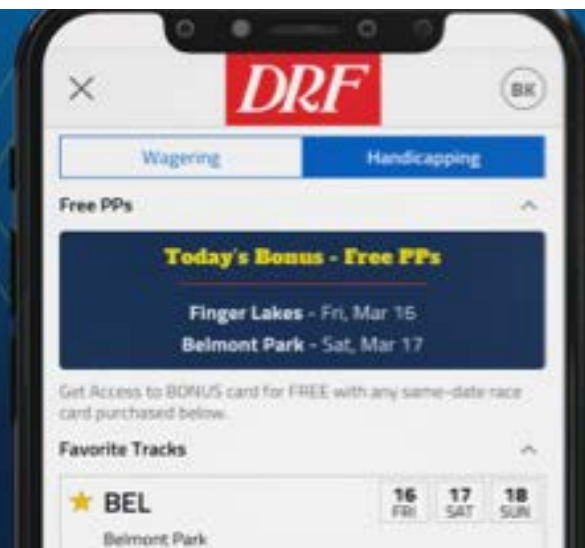 DRF
BK
Wagering
Handicapping
Free PPs
Today's Bonus - Free PPs
Finger Lakes - Fri, Mar 16
Belmont Park - Sat, Mar 17
Get Access to BONUS card for FREE with any same-date race
card purchased below.
Favorite Tracks
BEL
16
FRI
17
SAT
18
SUN
Belmont Park